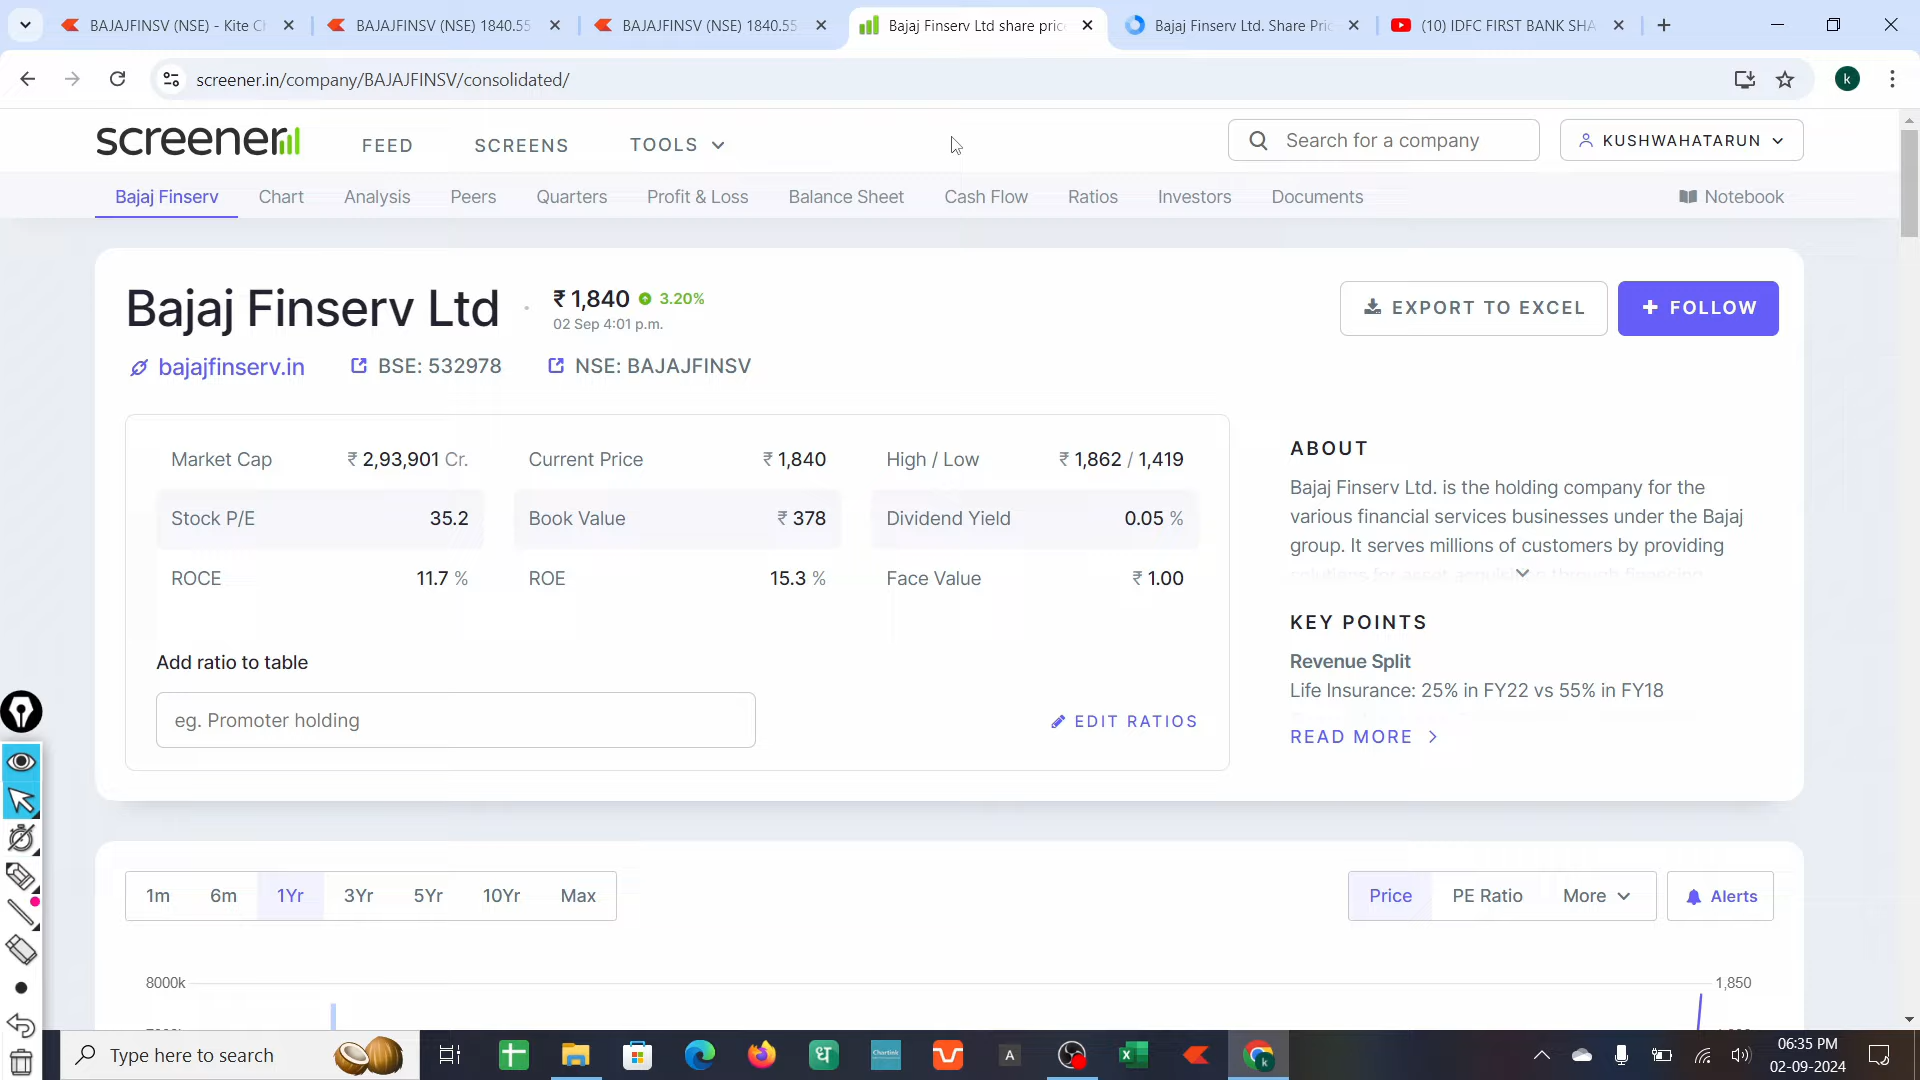 BAJAJFINSV (NSE) - Kite Ch
BAJAJFINSV (NSE) 1840.55
BAJAJFINSV (NSE) 1840.55
Bajaj Finserv Ltd share price
Bajaj Finserv Ltd. Share Pric
(10) IDFC FIRST BANK SHA
screener.in/company/BAJAJFINSV/consolidated/
k
screener
FEED
SCREENS
TOOLS
Search for a company
KUSHWAHATARUN
Bajaj Finserv
Chart
Analysis
Peers
Quarters
Profit & Loss
Balance Sheet
Cash Flow
Ratios
Investors
Documents
Notebook
Bajaj Finserv Ltd
₹ 1,840 3.20%
02 Sep 4:01 p.m.
EXPORT TO EXCEL
+ FOLLOW
bajajfinserv.in
BSE: 532978
NSE: BAJAJFINSV
Market Cap ₹ 2,93,901 Cr.
Current Price ₹ 1,840
High / Low ₹ 1,862 / 1,419
Stock P/E 35.2
Book Value ₹ 378
Dividend Yield 0.05 %
ROCE 11.7 %
ROE 15.3 %
Face Value ₹ 1.00
Add ratio to table
eg. Promoter holding
EDIT RATIOS
ABOUT
Bajaj Finserv Ltd. is the holding company for the
various financial services businesses under the Bajaj
group. It serves millions of customers by providing
solutions for asset acquisition through financing
KEY POINTS
Revenue Split
Life Insurance: 25% in FY22 vs 55% in FY18
READ MORE
1m 6m 1Yr 3Yr 5Yr 10Yr Max
Price PE Ratio More
Alerts
8000k
1,850
Type here to search
ध
Chartink
A
k
06:35 PM
02-09-2024